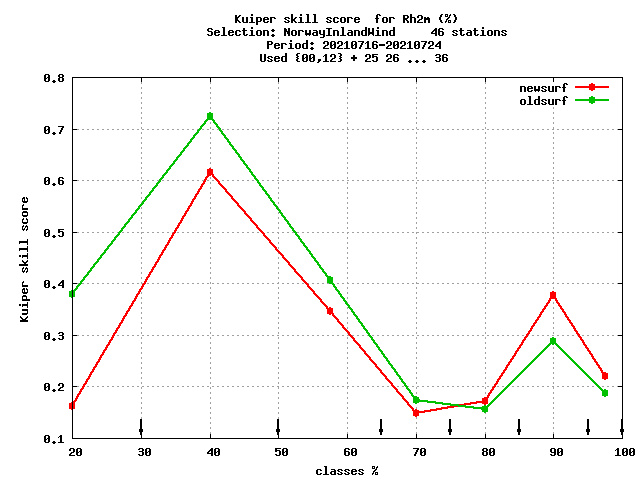 Kuiper skill score  for Rh2m (%)
Selection: NorwayInlandWind     46 stations
Period: 20210716-20210724
Used {00,12} + 25 26 ... 36
newsurf
oldsurf
Kuiper skill score
0.8
0.7
0.6
0.5
0.4
0.3
0.2
0.1
20 30 40 50 60 70 80 90 100
classes %